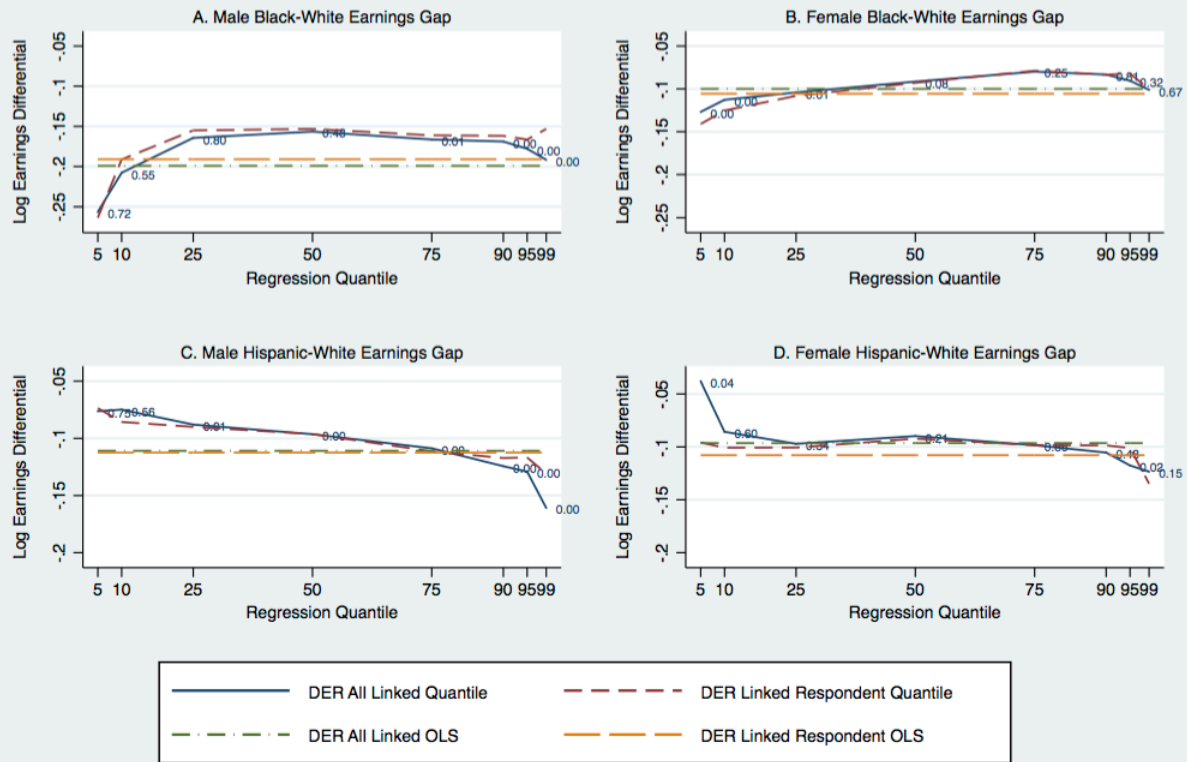 A. Male Black-White Earnings Gap
Log Earnings Differential
-.05
-.1
-.15
-.2
-.25
0.72
0.55
0.80
0.48
0.01
0.00
0.00
0.00
5 10 25 50 75 90 95 99
Regression Quantile
B. Female Black-White Earnings Gap
Log Earnings Differential
-.05
-.1
-.15
-.2
-.25
0.00
0.00
0.01
0.08
0.25
0.32
0.67
5 10 25 50 75 90 95 99
Regression Quantile
C. Male Hispanic-White Earnings Gap
Log Earnings Differential
-.05
-.1
-.15
-.2
0.75
0.56
0.00
0.00
0.00
0.00
5 10 25 50 75 90 95 99
Regression Quantile
D. Female Hispanic-White Earnings Gap
Log Earnings Differential
-.05
-.1
-.15
-.2
0.04
0.60
0.21
0.48
0.02
0.15
5 10 25 50 75 90 95 99
Regression Quantile
DER All Linked Quantile
DER Linked Respondent Quantile
DER All Linked OLS
DER Linked Respondent OLS